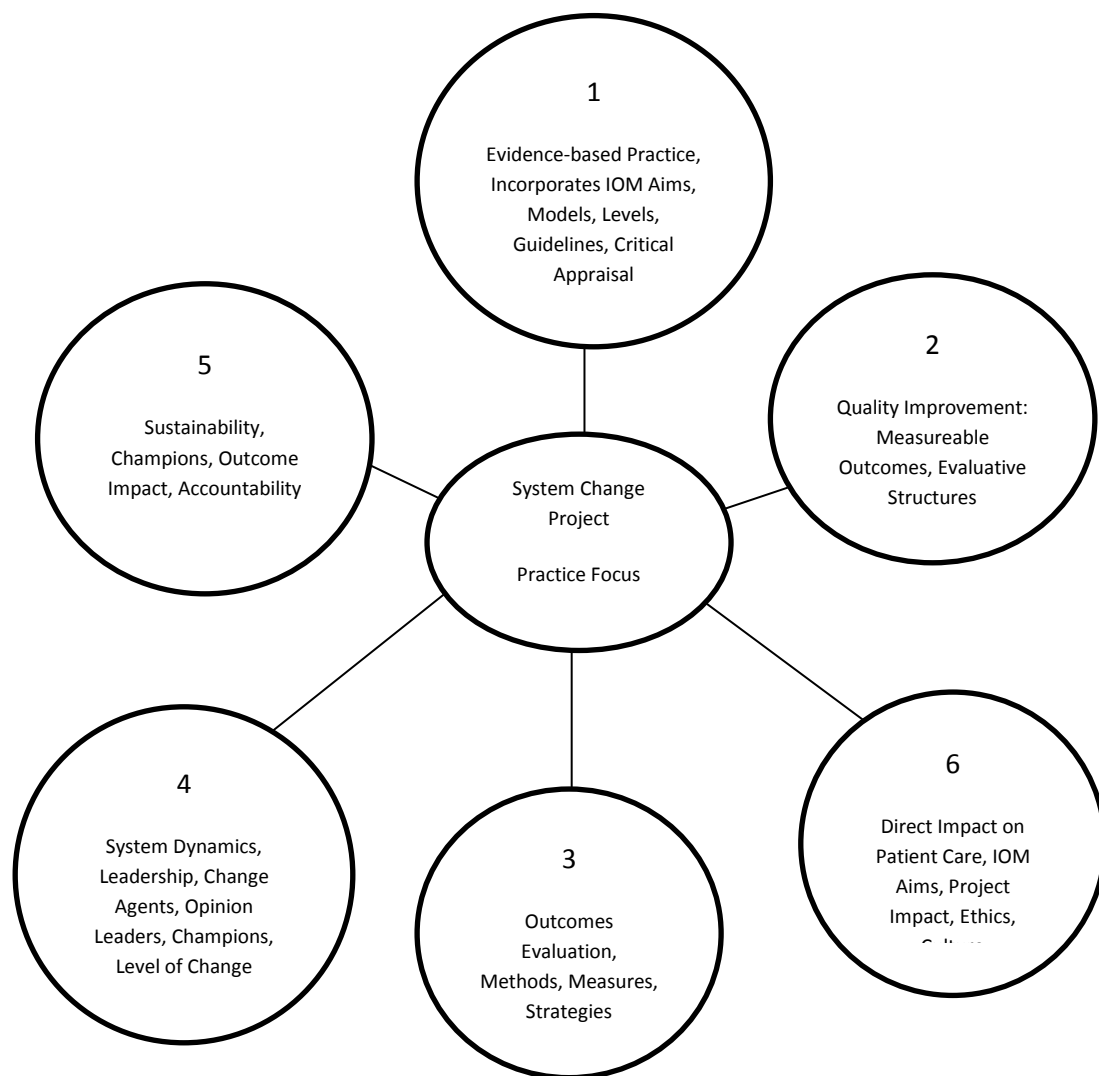 1
Evidence-based Practice,
Incorporates IOM Aims,
Models, Levels,
Guidelines, Critical
Appraisal
2
Quality Improvement:
Measureable
Outcomes, Evaluative
Structures
5
Sustainability,
Champions, Outcome
Impact, Accountability
System Change
Project
Practice Focus
4
System Dynamics,
Leadership, Change
Agents, Opinion
Leaders, Champions,
Level of Change
3
Outcomes
Evaluation,
Methods, Measures,
Strategies
6
Direct Impact on
Patient Care, IOM
Aims, Project
Impact, Ethics,